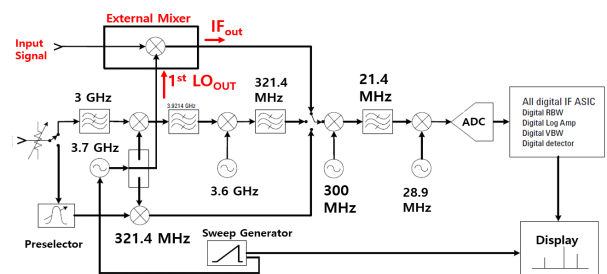 External Mixer
IFout
Input
Signal
1st LOOUT
3 GHz
3.9214 GHz
321.4
MHz
21.4
MHz
ADC
All digital IF ASIC
Digital RBW
Digital Log Amp
Digital VBW
Digital detector
3.7 GHz
3.6 GHz
300
MHz
28.9
MHz
Preselector
321.4 MHz
Sweep Generator
Display